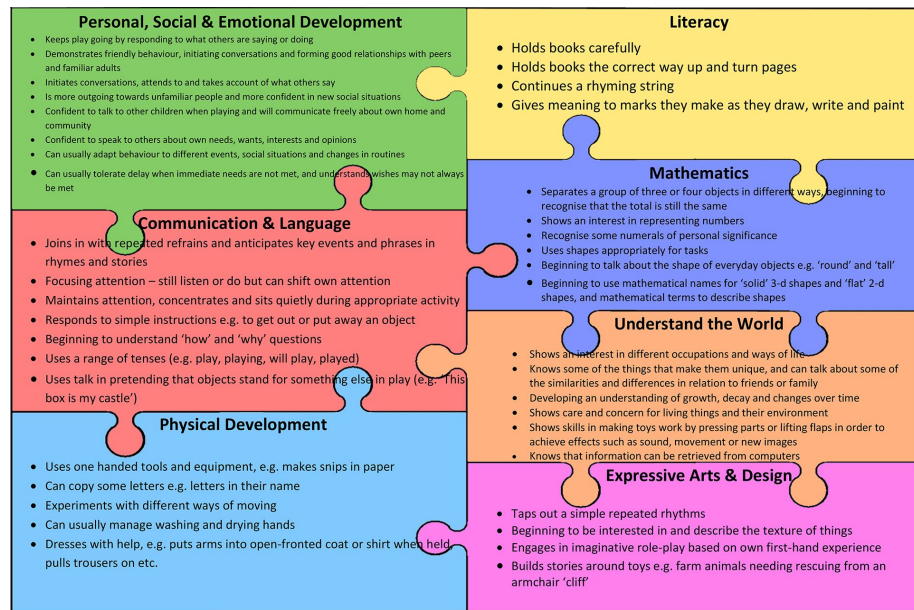 Personal, Social & Emotional Development
• Keeps play going by responding to what others are saying or doing
• Demonstrates friendly behaviour, initiating conversations and forming good relationships with peers
and familiar adults
• Initiates conversations, attends to and takes account of what others say
• Is more outgoing towards unfamiliar people and more confident in new social situations
• Confident to talk to other children when playing and will communicate freely about own home and
community
• Confident to speak to others about own needs, wants, interests and opinions
• Can usually adapt behaviour to different events, social situations and changes in routines
• Can usually tolerate delay when immediate needs are not met, and understands wishes may not always
be met
Communication & Language
• Joins in with repeated refrains and anticipates key events and phrases in
rhymes and stories
• Focusing attention – still listen or do but can shift own attention
• Maintains attention, concentrates and sits quietly during appropriate activity
• Responds to simple instructions e.g. to get out or put away an object
• Beginning to understand ‘how’ and ‘why’ questions
• Uses a range of tenses (e.g. play, playing, will play, played)
• Uses talk in pretending that objects stand for something else in play (e.g. ‘This
box is my castle’)
Physical Development
• Uses one handed tools and equipment, e.g. makes snips in paper
• Can copy some letters e.g. letters in their name
• Experiments with different ways of moving
• Can usually manage washing and drying hands
• Dresses with help, e.g. puts arms into open-fronted coat or shirt when held,
pulls trousers on etc.
Literacy
• Holds books carefully
• Holds books the correct way up and turn pages
• Continues a rhyming string
• Gives meaning to marks they make as they draw, write and paint
Mathematics
• Separates a group of three or four objects in different ways, beginning to
recognise that the total is still the same
• Shows an interest in representing numbers
• Recognise some numerals of personal significance
• Uses shapes appropriately for tasks
• Beginning to talk about the shape of everyday objects e.g. ‘round’ and ‘tall’
• Beginning to use mathematical names for ‘solid’ 3-d shapes and ‘flat’ 2-d
shapes, and mathematical terms to describe shapes
Understand the World
• Shows an interest in different occupations and ways of life
• Knows some of the things that make them unique, and can talk about some
of the similarities and differences in relation to friends or family
• Developing an understanding of growth, decay and changes over time
• Shows care and concern for living things and their environment
• Shows skills in making toys work by pressing parts or lifting flaps in order to
achieve effects such as sound, movement or new images
• Knows that information can be retrieved from computers
Expressive Arts & Design
• Taps out a simple repeated rhythms
• Beginning to be interested in and describe the texture of things
• Engages in imaginative role-play based on own first-hand experience
• Builds stories around toys e.g. farm animals needing rescuing from an
armchair ‘cliff’